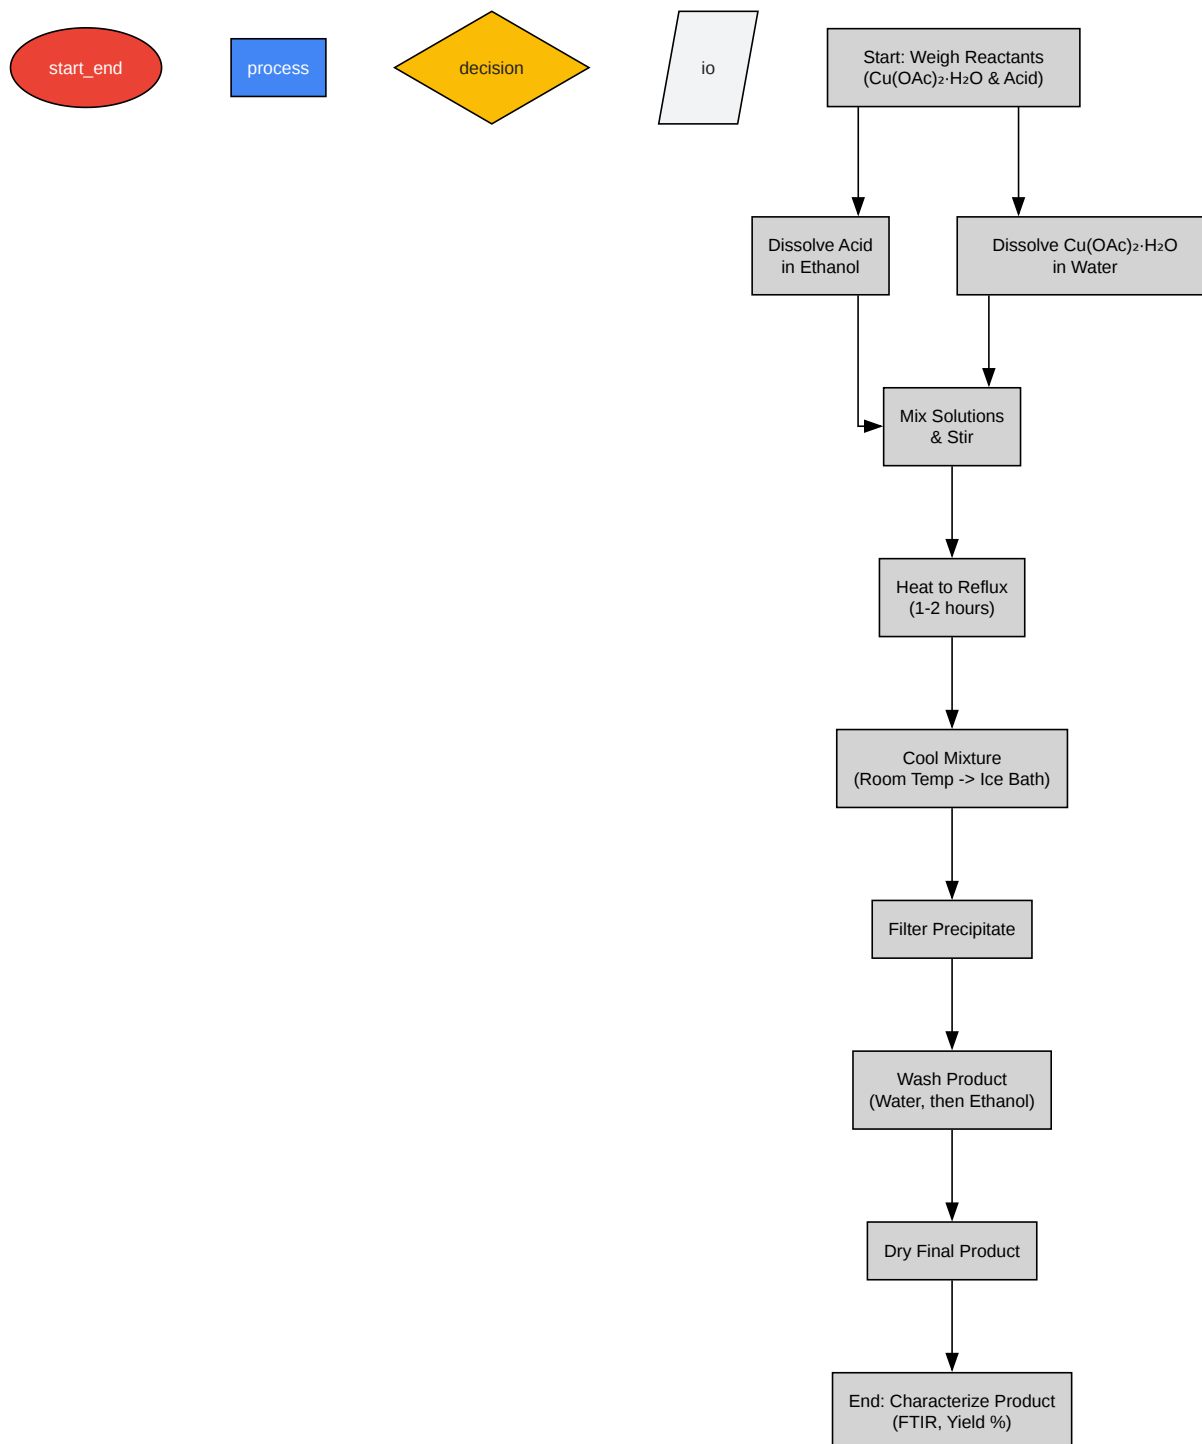 start_end
process
decision
io
Start: Weigh Reactants
(Cu(OAc)₂·H₂O & Acid)
Dissolve Acid
in Ethanol
Dissolve Cu(OAc)₂·H₂O
in Water
Mix Solutions
& Stir
Heat to Reflux
(1-2 hours)
Cool Mixture
(Room Temp -> Ice Bath)
Filter Precipitate
Wash Product
(Water, then Ethanol)
Dry Final Product
End: Characterize Product
(FTIR, Yield %)